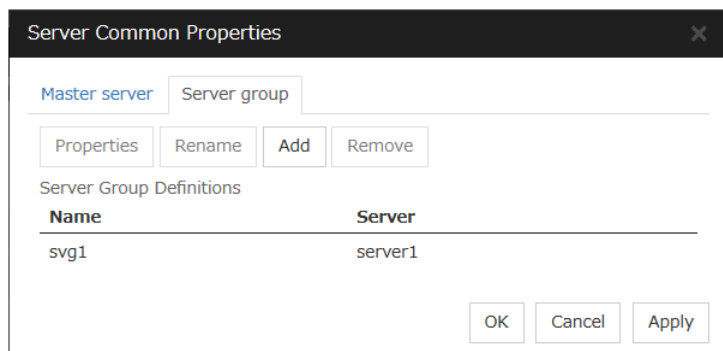 Server Common Properties
Master server Server group
Properties Rename Add Remove
Server Group Definitions
Name Server
svg1 server1
OK Cancel Apply